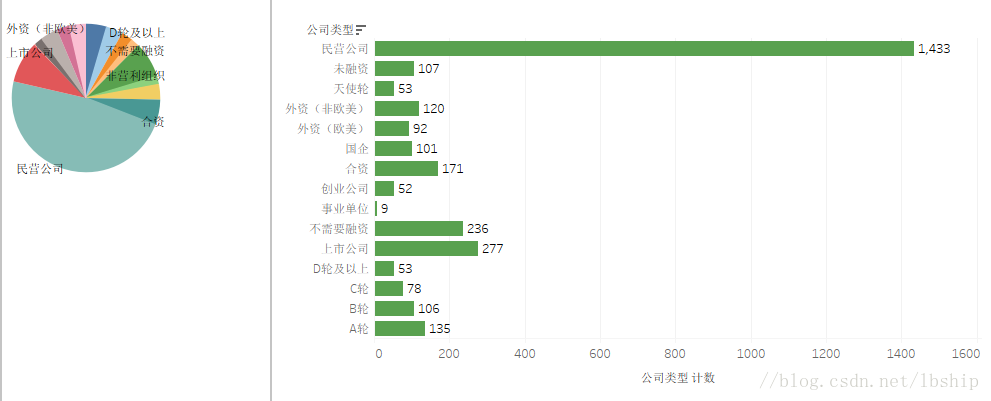 外资（非欧美）
D轮及以上
上市公司
不需要融资
非营利组织
合资
民营公司
公司类型
民营公司 1,433
未融资 107
天使轮 53
外资（非欧美） 120
外资（欧美） 92
国企 101
合资 171
创业公司 52
事业单位 9
不需要融资 236
上市公司 277
D轮及以上 53
C轮 78
B轮 106
A轮 135
0 200 400 600 800 1000 1200 1400 1600
公司类型 计数
//blog.csdn.net/lbship